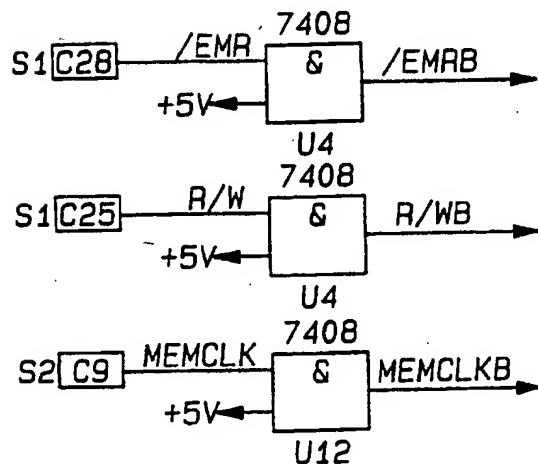 7408
S1 C28 /EMR & /EMRB
+5V
U4
7408
S1 C25 R/W & R/WB
+5V
U4
7408
S2 C9 MEMCLK & MEMCLKB
+5V
U12